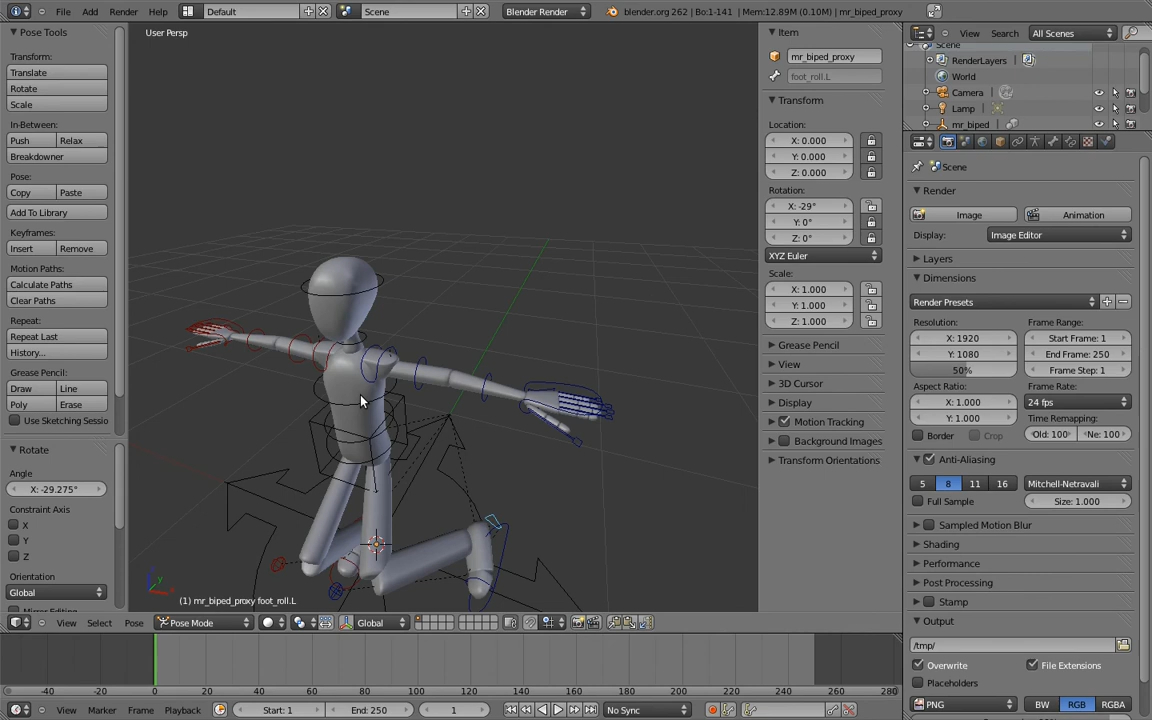 File Add Render Help Default Scene Blender Render blender.org 262 | Bo:1-141 | Mem:12.89M (0.10M) | mr_biped_proxy
Pose Tools
Transform:
Translate
Rotate
Scale
In-Between:
Push Relax
Breakdowner
Pose:
Copy Paste
Add To Library
Keyframes:
Insert Remove
Motion Paths:
Calculate Paths
Clear Paths
Repeat:
Repeat Last
History...
Grease Pencil:
Draw Line
Poly Erase
Use Sketching Sessio
Rotate
Angle
X: -29.275°
Constraint Axis
X
Y
Z
Orientation
Global
User Persp
(1) mr_biped_proxy foot_roll.L
View Select Pose Pose Mode Global
Item
mr_biped_proxy
foot_roll.L
Transform
Location:
X: 0.000
Y: 0.000
Z: 0.000
Rotation:
X: -29°
Y: 0°
Z: 0°
XYZ Euler
Scale:
X: 1.000
Y: 1.000
Z: 1.000
Grease Pencil
View
3D Cursor
Display
Motion Tracking
Background Images
Transform Orientations
View Search All Scenes
Scene
RenderLayers
World
Camera
Lamp
mr_biped
Scene
Render
Image Animation
Display: Image Editor
Layers
Dimensions
Render Presets
Resolution: Frame Range:
X: 1920 Start Frame: 1
Y: 1080 End Frame: 250
50% Frame Step: 1
Aspect Ratio: Frame Rate:
X: 1.000 24 fps
Y: 1.000 Time Remapping:
Border Crop Old: 100 Ne: 100
Anti-Aliasing
5 8 11 16 Mitchell-Netravali
Full Sample Size: 1.000
Sampled Motion Blur
Shading
Performance
Post Processing
Stamp
Output
/tmp/
Overwrite File Extensions
Placeholders
PNG BW RGB RGBA
-40 -20 0 20 40 60 80 100 120 140 160 180 200 220 240 260 280
View Marker Frame Playback Start: 1 End: 250 1 No Sync